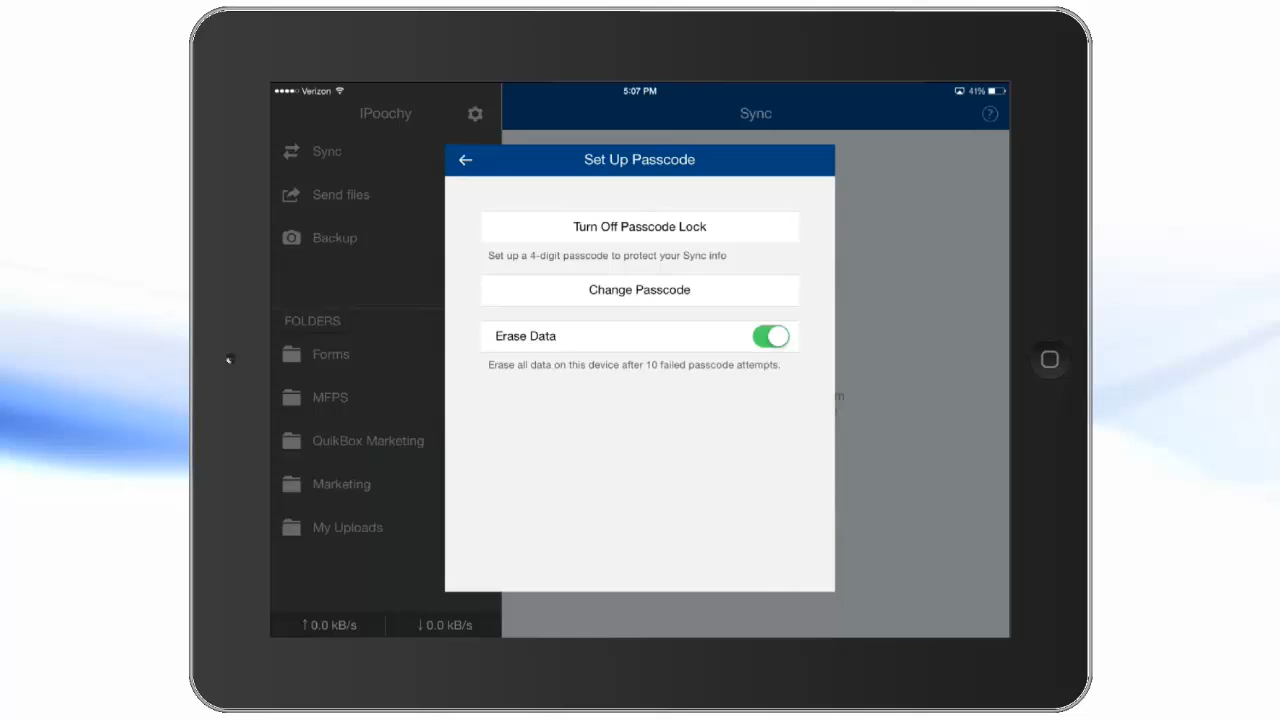 Verizon
5:07 PM
41%
IPoochy
Sync
?
Sync
Send files
Backup
FOLDERS
Forms
MFPS
QuikBox Marketing
Marketing
My Uploads
↑ 0.0 kB/s
↓ 0.0 kB/s
Set Up Passcode
Turn Off Passcode Lock
Set up a 4-digit passcode to protect your Sync info
Change Passcode
Erase Data
Erase all data on this device after 10 failed passcode attempts.